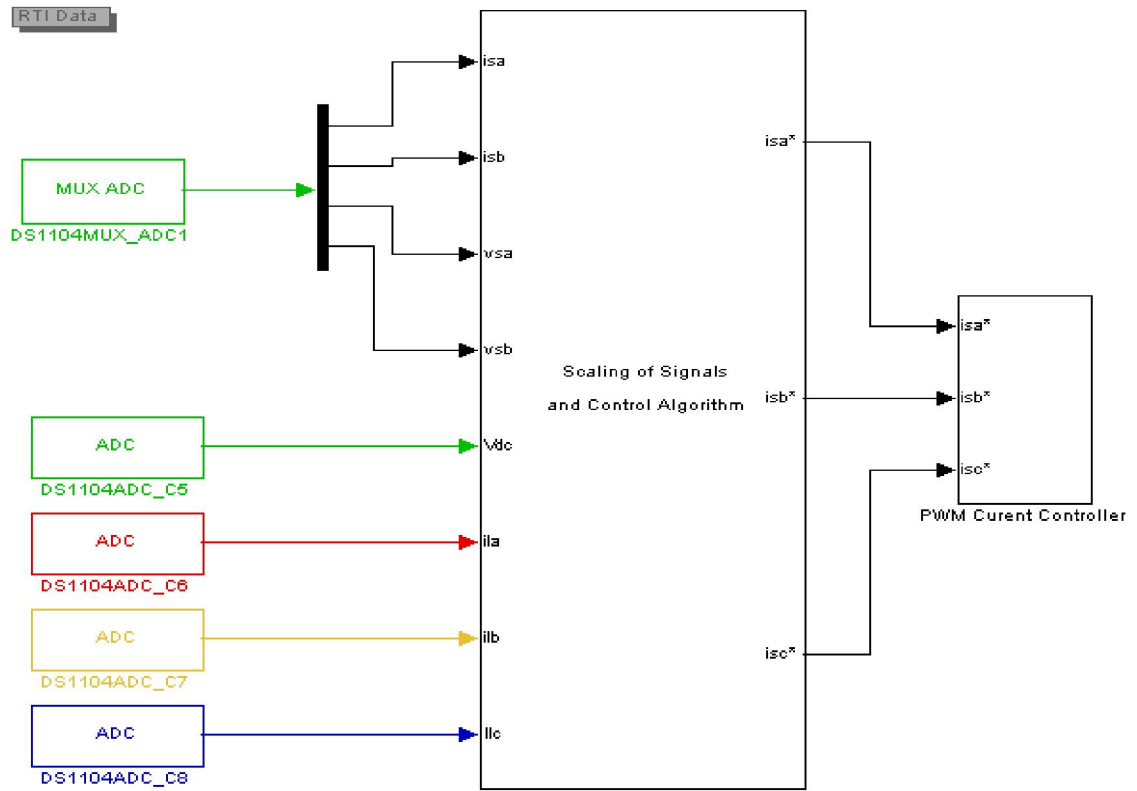 RTI Data
MUX ADC
DS1104MUX_ADC1
isa
isb
vsa
vsb
Vdc
ila
ilb
Ilc
Scaling of Signals
and Control Algorithm
isa*
isb*
isc*
ADC
DS1104ADC_C5
ADC
DS1104ADC_C6
ADC
DS1104ADC_C7
ADC
DS1104ADC_C8
isa*
isb*
isc*
PWM Curent Controller